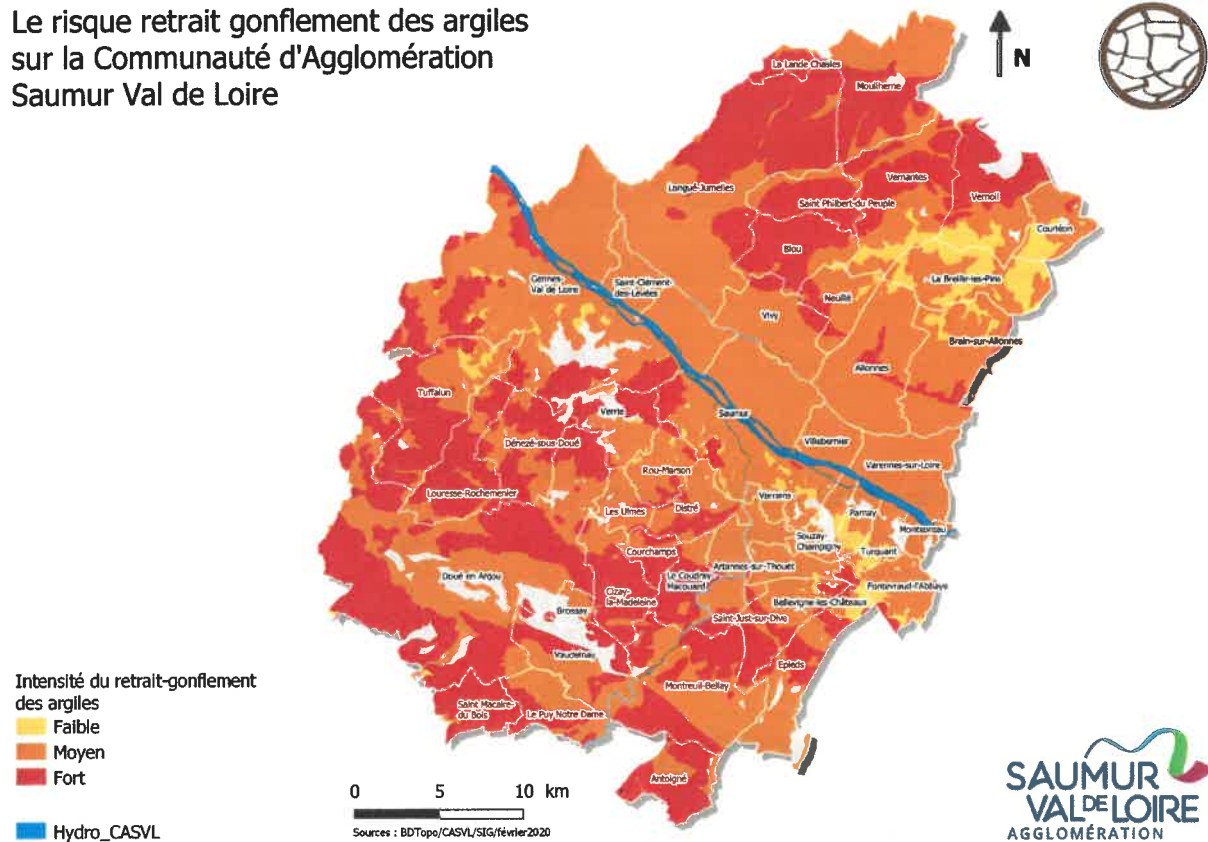 Le risque retrait gonflement des argiles
sur la Communauté d'Agglomération
Saumur Val de Loire
N
La Lande Chasles
Mouliherne
Longué-Jumelles
Vernantes
Saint Philbert-du Peuple
Vernoil
Courléon
Blou
La Breille-les-Pins
Gennes-
Val de Loire
Saint-Clément-
des-Levées
Neuillé
Vivy
Brain-sur-Allonnes
Allonnes
Tuffalun
Verrie
Saumur
Dénezé-sous-Doué
Villebernier
Rou-Marson
Varennes-sur-Loire
Louresse-Rochemenier
Varrains
Les Ulmes
Distré
Parnay
Montsoreau
Souzay-
Champigny
Turquant
Courchamps
Artannes-sur-Thouet
Doué en Anjou
Le Coudray
Macouard
Fontevraud-l'Abbaye
Cizay-
la-Madeleine
Brossay
Bellevigne-les-Châteaux
Saint-Just-sur-Dive
Vaudelnay
Epieds
Montreuil-Bellay
Saint Macaire-
du Bois
Le Puy Notre Dame
Antoigné
Intensité du retrait-gonflement
des argiles
Faible
Moyen
Fort
Hydro_CASVL
0 5 10 km
Sources : BDTopo/CASVL/SIG/février2020
SAUMUR
VAL DE LOIRE
AGGLOMÉRATION